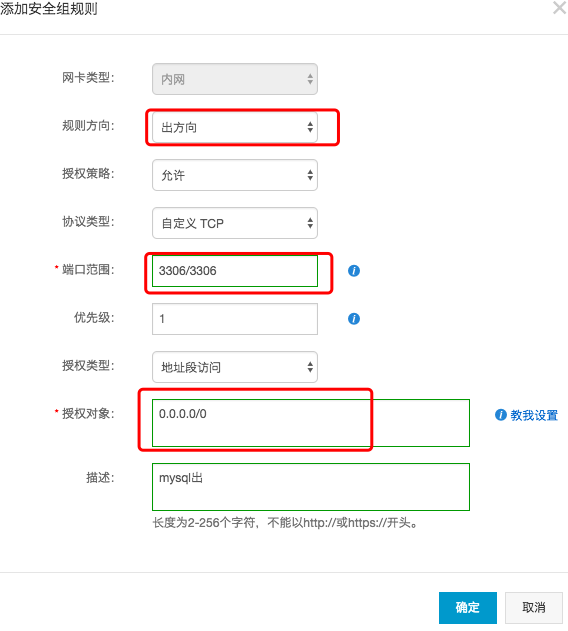 添加安全组规则
网卡类型： 内网
规则方向： 出方向
授权策略： 允许
协议类型： 自定义 TCP
* 端口范围： 3306/3306
优先级： 1
授权类型： 地址段访问
* 授权对象： 0.0.0.0/0 教我设置
描述： mysql出
长度为2-256个字符，不能以http://或https://开头。
确定 取消